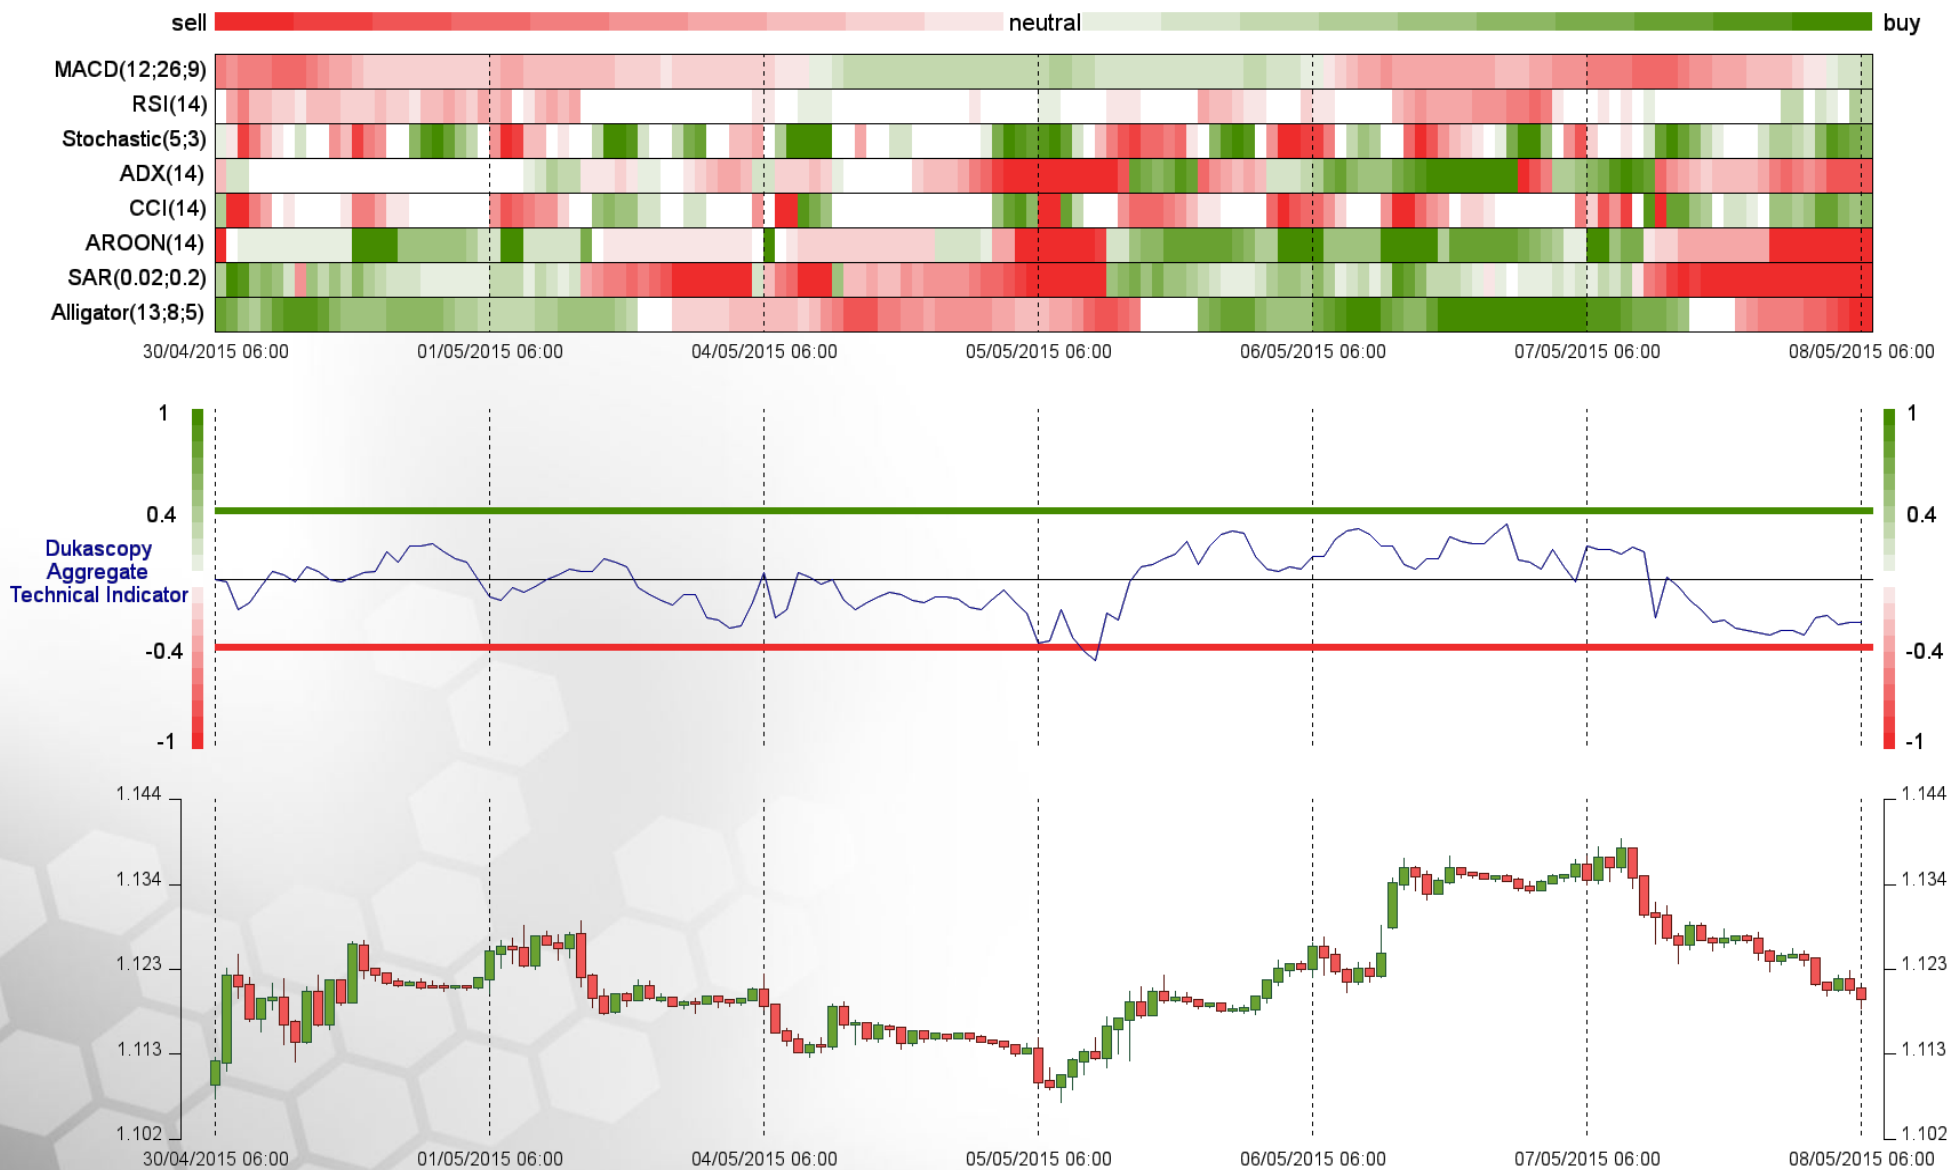 sell neutral buy
MACD(12;26;9)
RSI(14)
Stochastic(5;3)
ADX(14)
CCI(14)
AROON(14)
SAR(0.02;0.2)
Alligator(13;8;5)
30/04/2015 06:00 01/05/2015 06:00 04/05/2015 06:00 05/05/2015 06:00 06/05/2015 06:00 07/05/2015 06:00 08/05/2015 06:00
1 1
0.4 0.4
Dukascopy
Aggregate
Technical Indicator
-0.4 -0.4
-1 -1
1.144 1.144
1.134 1.134
1.123 1.123
1.113 1.113
1.102 1.102
30/04/2015 06:00 01/05/2015 06:00 04/05/2015 06:00 05/05/2015 06:00 06/05/2015 06:00 07/05/2015 06:00 08/05/2015 06:00